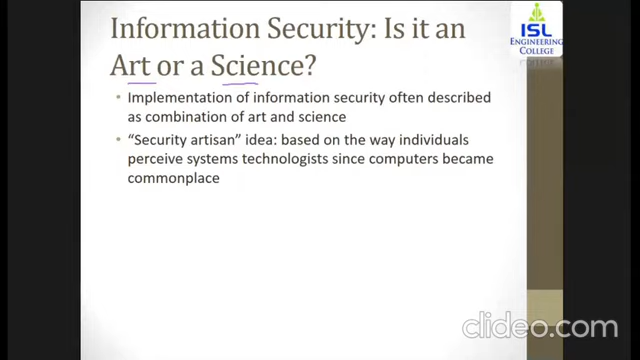 Information Security: Is it an
Art or a Science?
ISL
ENGINEERING
COLLEGE
• Implementation of information security often described
as combination of art and science
• “Security artisan” idea: based on the way individuals
perceive systems technologists since computers became
commonplace
clideo.com